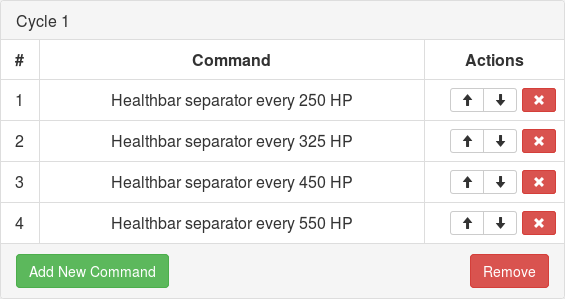 Cycle 1
# Command Actions
1 Healthbar separator every 250 HP
2 Healthbar separator every 325 HP
3 Healthbar separator every 450 HP
4 Healthbar separator every 550 HP
Add New Command Remove